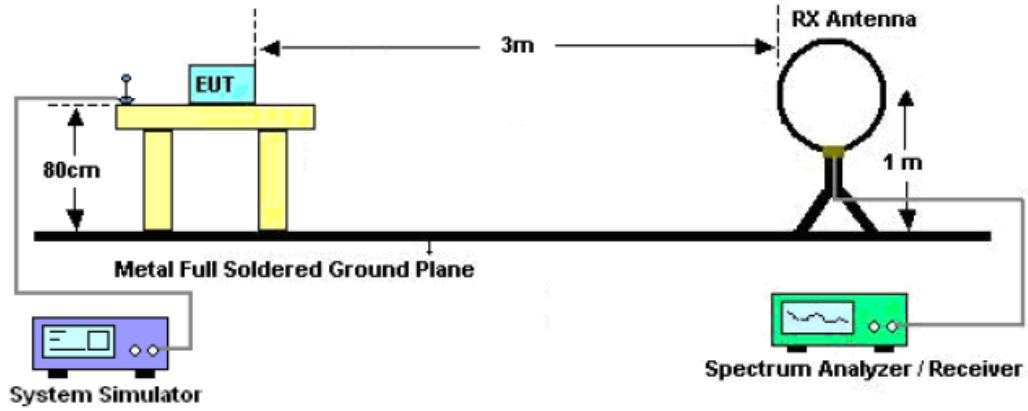 RX Antenna
3m
EUT
80cm
1 m
Metal Full Soldered Ground Plane
System Simulator
Spectrum Analyzer / Receiver